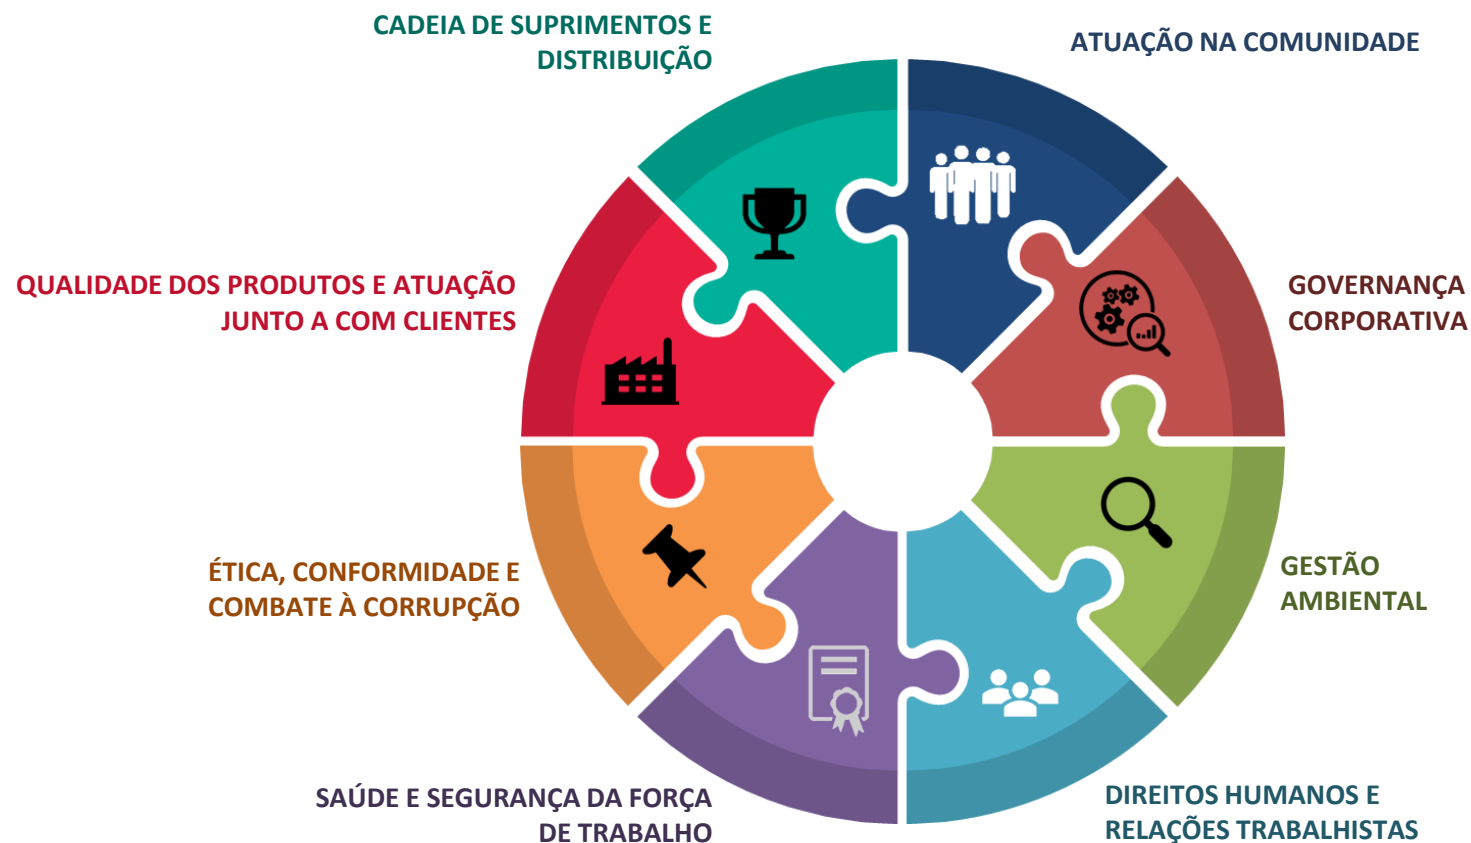 CADEIA DE SUPRIMENTOS E
DISTRIBUIÇÃO
ATUAÇÃO NA COMUNIDADE
QUALIDADE DOS PRODUTOS E ATUAÇÃO
JUNTO A COM CLIENTES
GOVERNANÇA
CORPORATIVA
ÉTICA, CONFORMIDADE E
COMBATE À CORRUPÇÃO
GESTÃO
AMBIENTAL
SAÚDE E SEGURANÇA DA FORÇA
DE TRABALHO
DIREITOS HUMANOS E
RELAÇÕES TRABALHISTAS